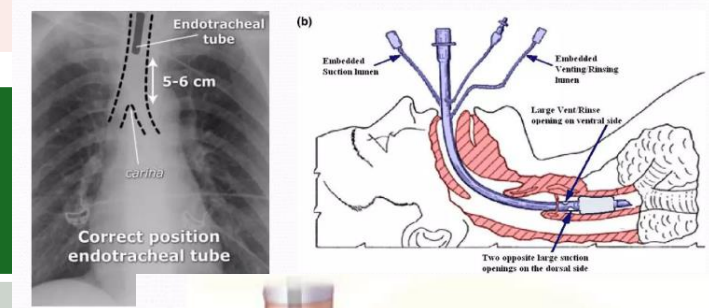 Endotracheal
tube
5-6 cm
carina
Correct position
endotracheal tube
(b)
Embedded
Suction lumen
Embedded
Venting/Rinsing
lumen
Large Vent/Rinse
opening on ventral side
Two opposite large suction
openings on the dorsal side